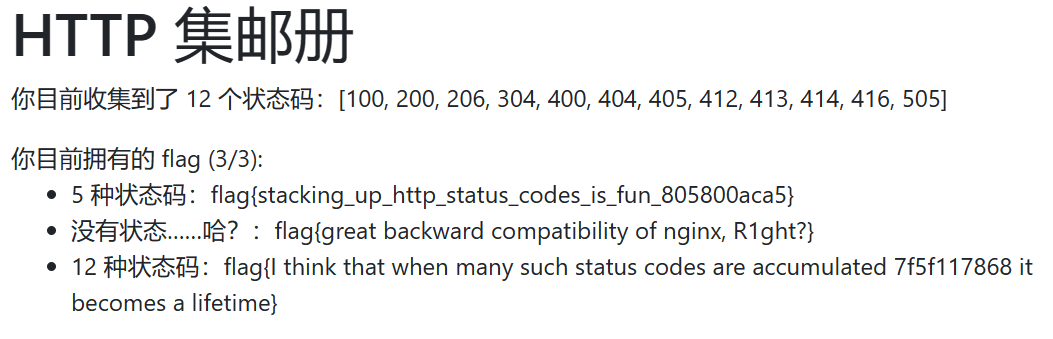 HTTP 集邮册
你目前收集到了 12 个状态码：[100, 200, 206, 304, 400, 404, 405, 412, 413, 414, 416, 505]
你目前拥有的 flag (3/3):
• 5 种状态码：flag{stacking_up_http_status_codes_is_fun_805800aca5}
• 没有状态……哈？：flag{great backward compatibility of nginx, R1ght?}
• 12 种状态码：flag{I think that when many such status codes are accumulated 7f5f117868 it
becomes a lifetime}